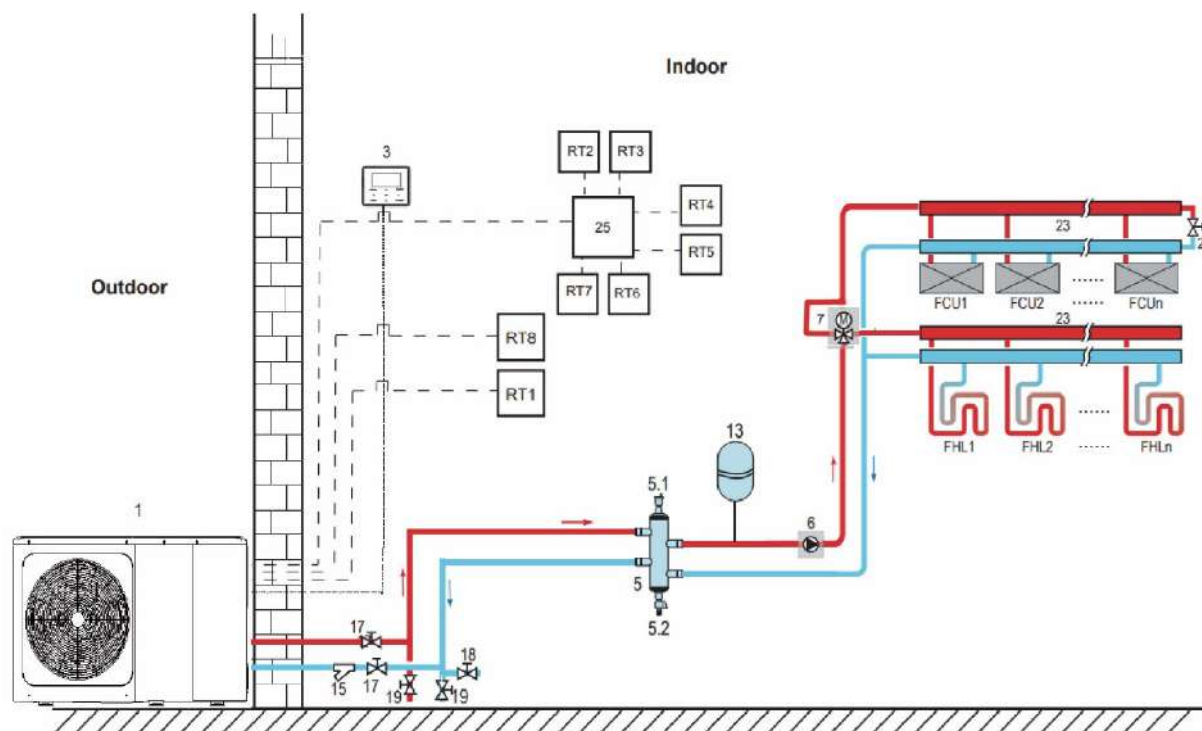 Indoor
Outdoor
3
RT2
RT3
RT4
25
RT5
RT7
RT6
RT8
RT1
23
2
FCU1
FCU2
......
FCUn
......
7
M
23
......
FHL1
FHL2
......
FHLn
13
5.1
6
5
5.2
1
17
18
15
17
19
19